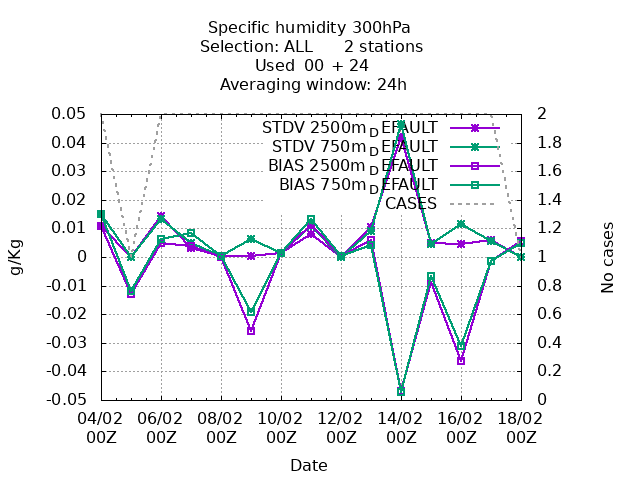 Specific humidity 300hPa
Selection: ALL 2 stations
Used 00 + 24
Averaging window: 24h
0.05 2
0.04 1.8
0.03 1.6
0.02 1.4
0.01 1.2
0 1
-0.01 0.8
-0.02 0.6
-0.03 0.4
-0.04 0.2
-0.05 0
STDV 2500m_DEFAULT
STDV 750m_DEFAULT
BIAS 2500m_DEFAULT
BIAS 750m_DEFAULT
CASES
g/Kg
No cases
04/02 06/02 08/02 10/02 12/02 14/02 16/02 18/02
00Z 00Z 00Z 00Z 00Z 00Z 00Z 00Z
Date